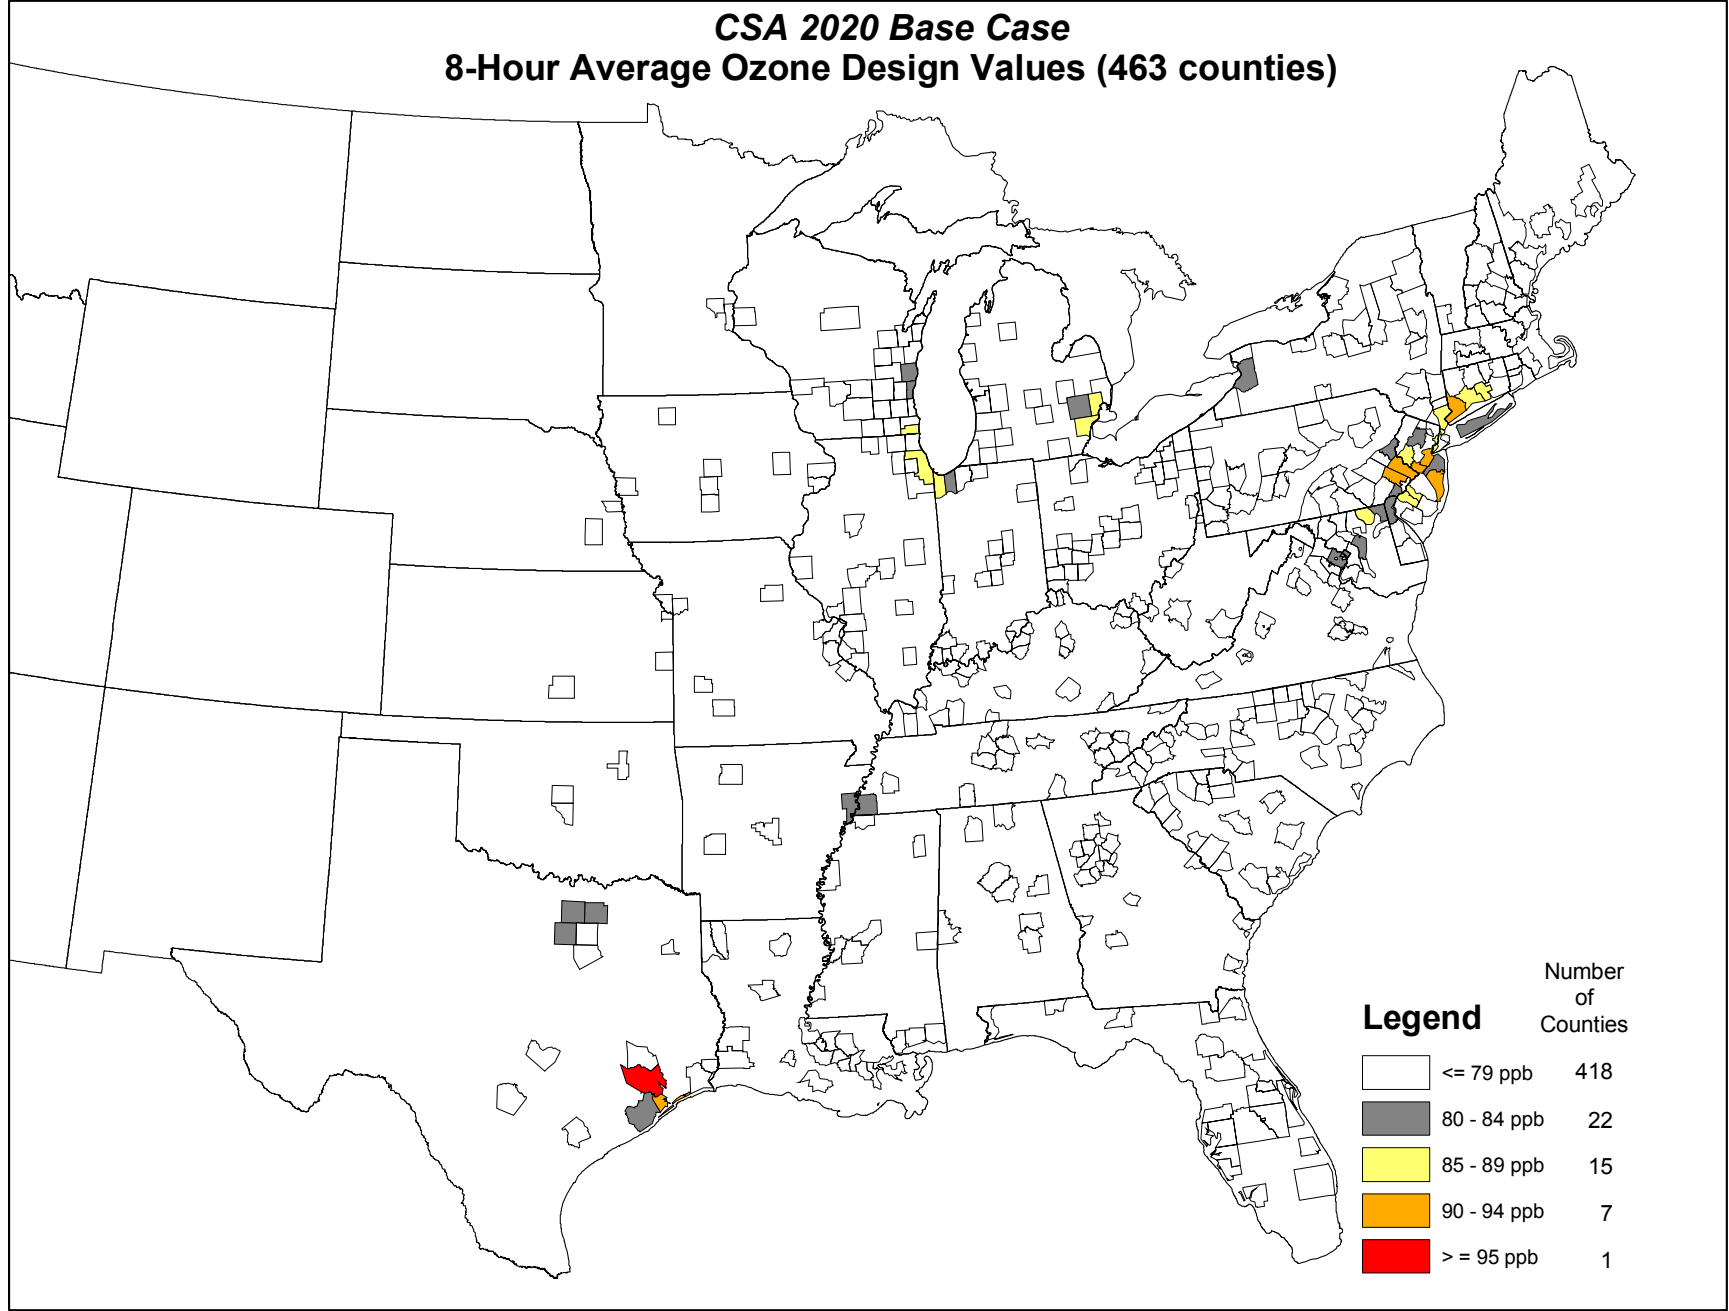 CSA 2020 Base Case
8-Hour Average Ozone Design Values (463 counties)
Number
of
Legend Counties
<= 79 ppb 418
80 - 84 ppb 22
85 - 89 ppb 15
90 - 94 ppb 7
> = 95 ppb 1